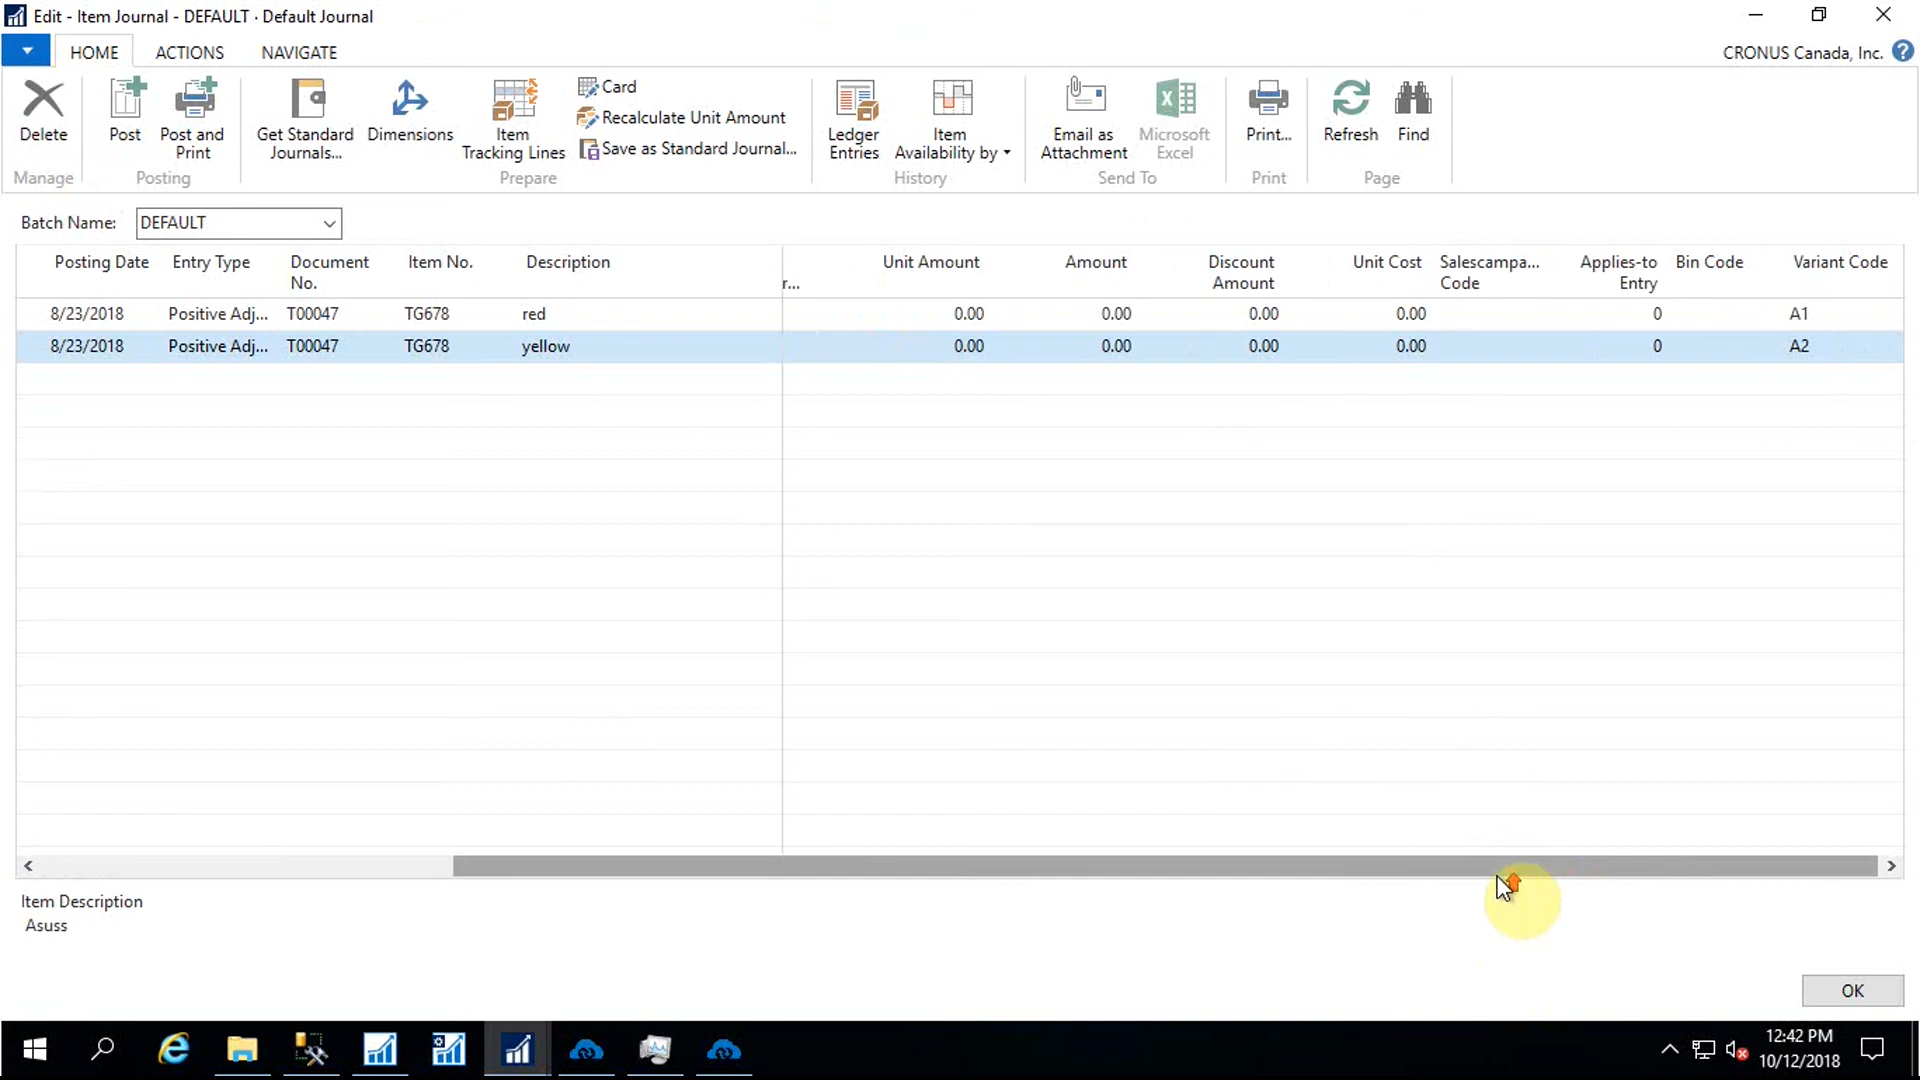 Edit - Item Journal - DEFAULT · Default Journal
HOME ACTIONS NAVIGATE CRONUS Canada, Inc. ?
Delete
Post
Post and Print
Get Standard Journals...
Dimensions
Item Tracking Lines
Card
Recalculate Unit Amount
Save as Standard Journal...
Ledger Entries
Item Availability by
Email as Attachment
Microsoft Excel
Print...
Refresh
Find
Manage Posting Prepare History Send To Print Page
Batch Name: DEFAULT
Posting Date Entry Type Document No. Item No. Description r... Unit Amount Amount Discount Amount Unit Cost Salescampa... Code Applies-to Entry Bin Code Variant Code
8/23/2018 Positive Adj... T00047 TG678 red 0.00 0.00 0.00 0.00 0 A1
8/23/2018 Positive Adj... T00047 TG678 yellow 0.00 0.00 0.00 0.00 0 A2
Item Description
Asuss
OK
12:42 PM
10/12/2018